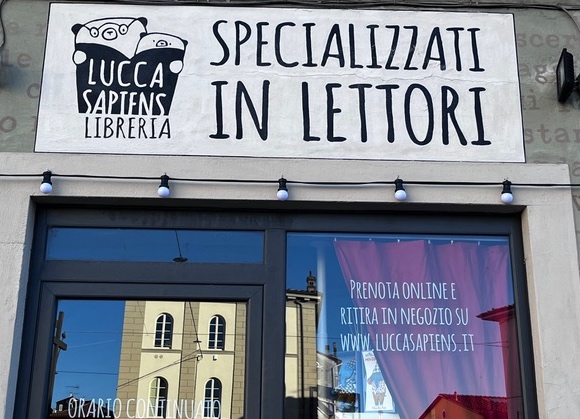 LUCCA
SAPIENS
LIBRERIA
SPECIALIZZATI
IN LETTORI
PRENOTA ONLINE E
RITIRA IN NEGOZIO SU
WWW.LUCCASAPIENS.IT
ORARIO CONTINUATO